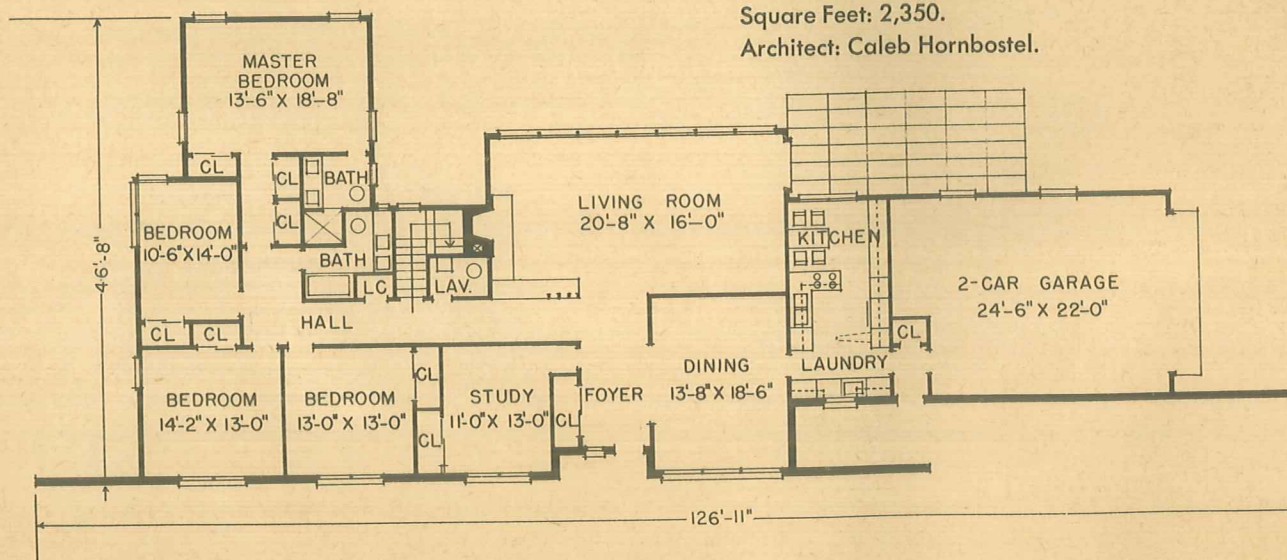 Square Feet: 2,350.
Architect: Caleb Hornbostel.
MASTER
BEDROOM
13'-6" X 18'-8"
CL
CL
BATH
CL
BEDROOM
10'-6"X14'-0"
BATH
L.C.
LAV.
LIVING ROOM
20'-8" X 16'-0"
KITCHEN
2-CAR GARAGE
24'-6" X 22'-0"
46'-8"
HALL
CL
CL
CL
BEDROOM
14'-2" X 13'-0"
BEDROOM
13'-0" X 13'-0"
CL
CL
STUDY
11'-0" X 13'-0"
CL
FOYER
DINING
13'-8" X 18'-6"
LAUNDRY
126'-11"